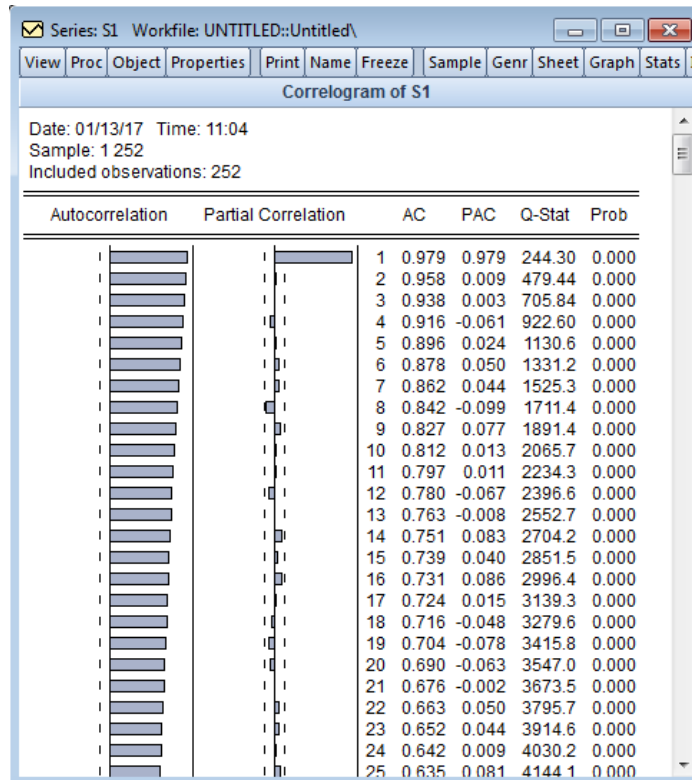 Series: S1 Workfile: UNTITLED::Untitled\
View Proc Object Properties Print Name Freeze Sample Genr Sheet Graph Stats
Correlogram of S1
Date: 01/13/17 Time: 11:04
Sample: 1 252
Included observations: 252
Autocorrelation Partial Correlation AC PAC Q-Stat Prob
1 0.979 0.979 244.30 0.000
2 0.958 0.009 479.44 0.000
3 0.938 0.003 705.84 0.000
4 0.916 -0.061 922.60 0.000
5 0.896 0.024 1130.6 0.000
6 0.878 0.050 1331.2 0.000
7 0.862 0.044 1525.3 0.000
8 0.842 -0.099 1711.4 0.000
9 0.827 0.077 1891.4 0.000
10 0.812 0.013 2065.7 0.000
11 0.797 0.011 2234.3 0.000
12 0.780 -0.067 2396.6 0.000
13 0.763 -0.008 2552.7 0.000
14 0.751 0.083 2704.2 0.000
15 0.739 0.040 2851.5 0.000
16 0.731 0.086 2996.4 0.000
17 0.724 0.015 3139.3 0.000
18 0.716 -0.048 3279.6 0.000
19 0.704 -0.078 3415.8 0.000
20 0.690 -0.063 3547.0 0.000
21 0.676 -0.002 3673.5 0.000
22 0.663 0.050 3795.7 0.000
23 0.652 0.044 3914.6 0.000
24 0.642 0.009 4030.2 0.000
25 0.635 0.081 4144.1 0.000